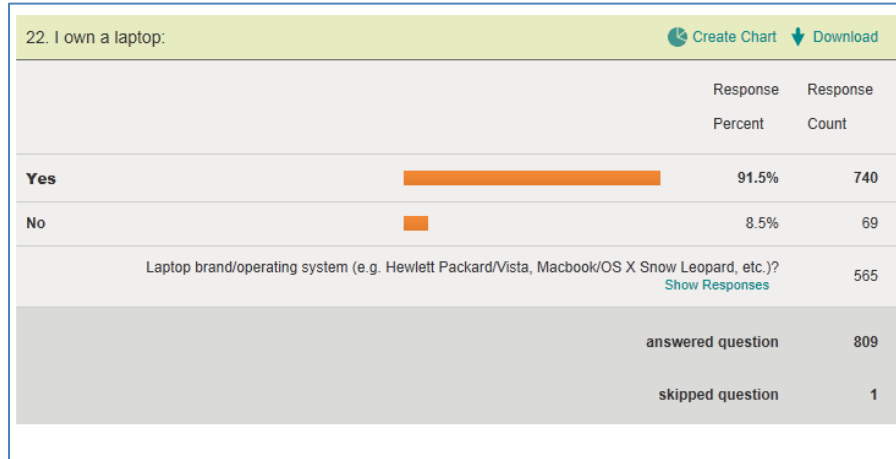 22. I own a laptop: Create Chart Download
Response Response
Percent Count
Yes 91.5% 740
No 8.5% 69
Laptop brand/operating system (e.g. Hewlett Packard/Vista, Macbook/OS X Snow Leopard, etc.)? 565
Show Responses
answered question 809
skipped question 1